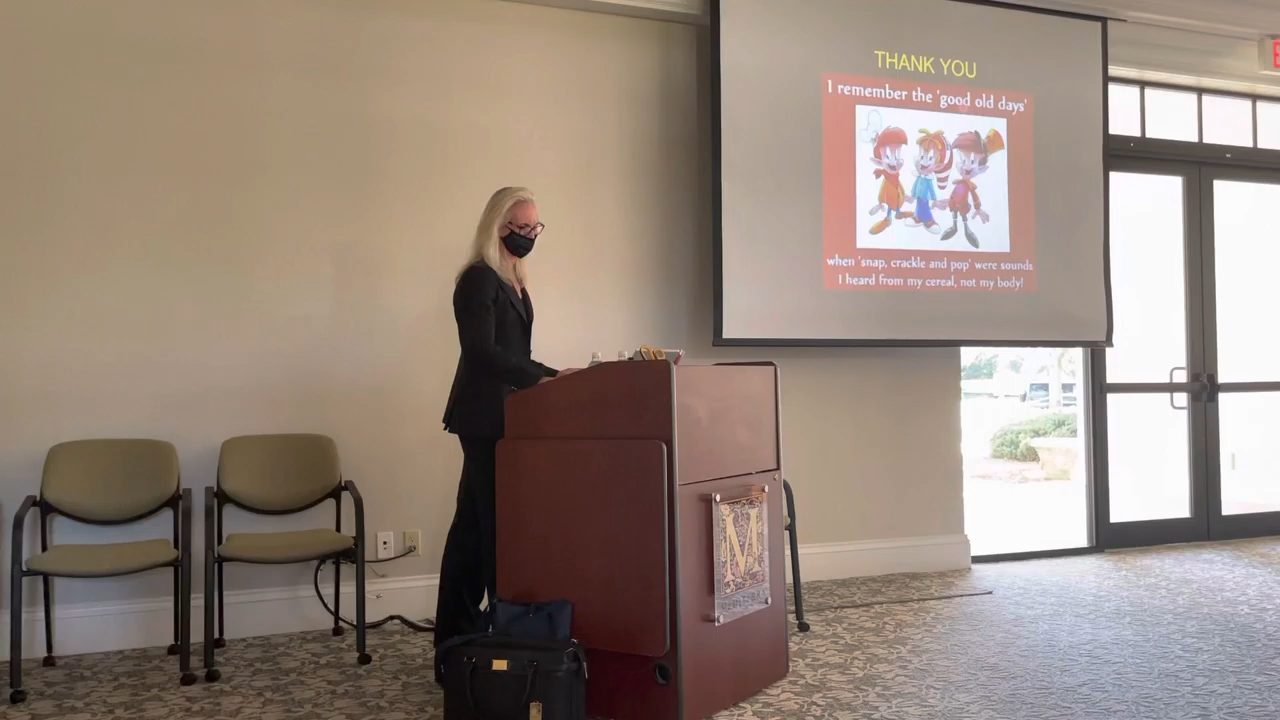 THANK YOU
I remember the 'good old days'
when 'snap, crackle and pop' were sounds
I heard from my cereal, not my body!
M